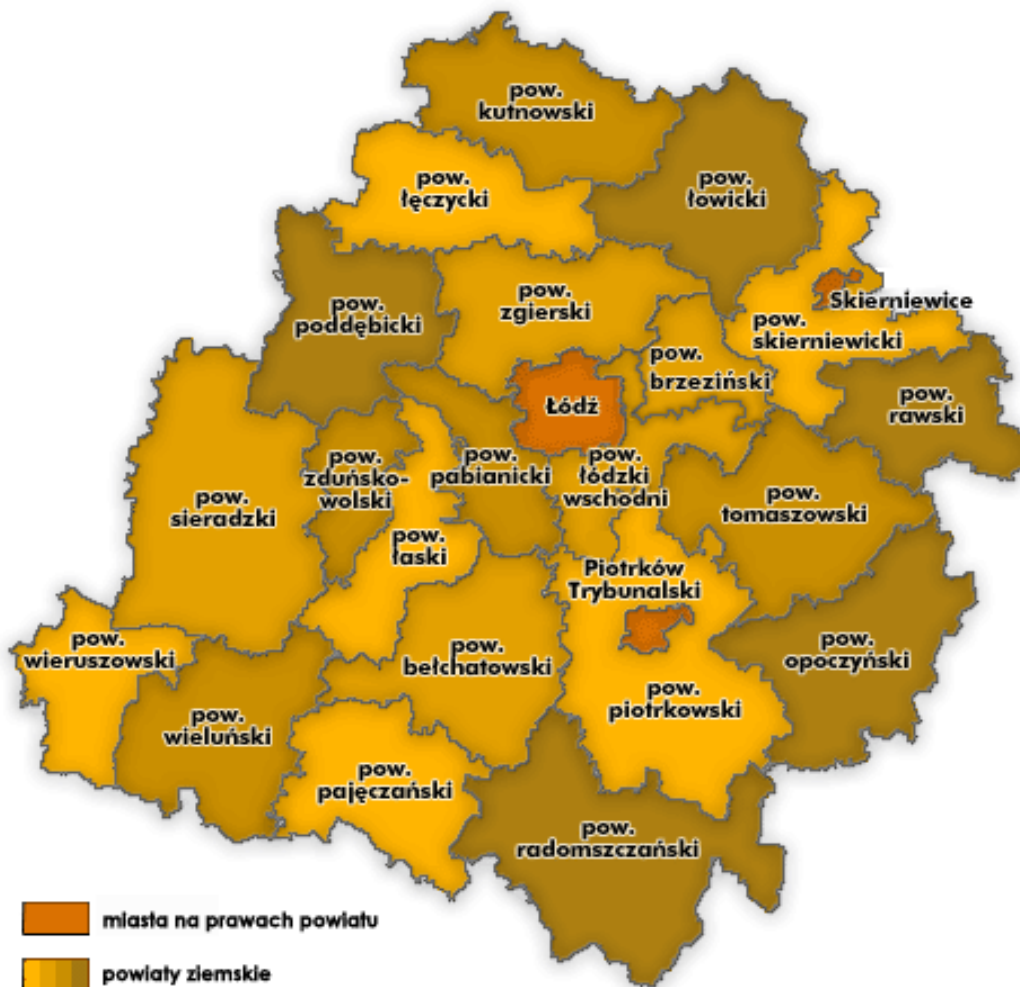 pow.
kutnowski
pow.
łęczycki
pow.
łowicki
pow.
poddębicki
pow.
zgierski
Skierniewice
pow.
skierniewicki
pow.
brzeziński
pow.
rawski
Łódź
pow.
sieradzki
pow.
zduńsko-
wolski
pow.
pabianicki
pow.
łódzki
wschodni
pow.
tomaszowski
pow.
łaski
Piotrków
Trybunalski
pow.
wieruszowski
pow.
bełchatowski
pow.
opoczyński
pow.
wieluński
pow.
piotrkowski
pow.
pajęczański
pow.
radomszczański
miasta na prawach powiatu
powiaty ziemskie